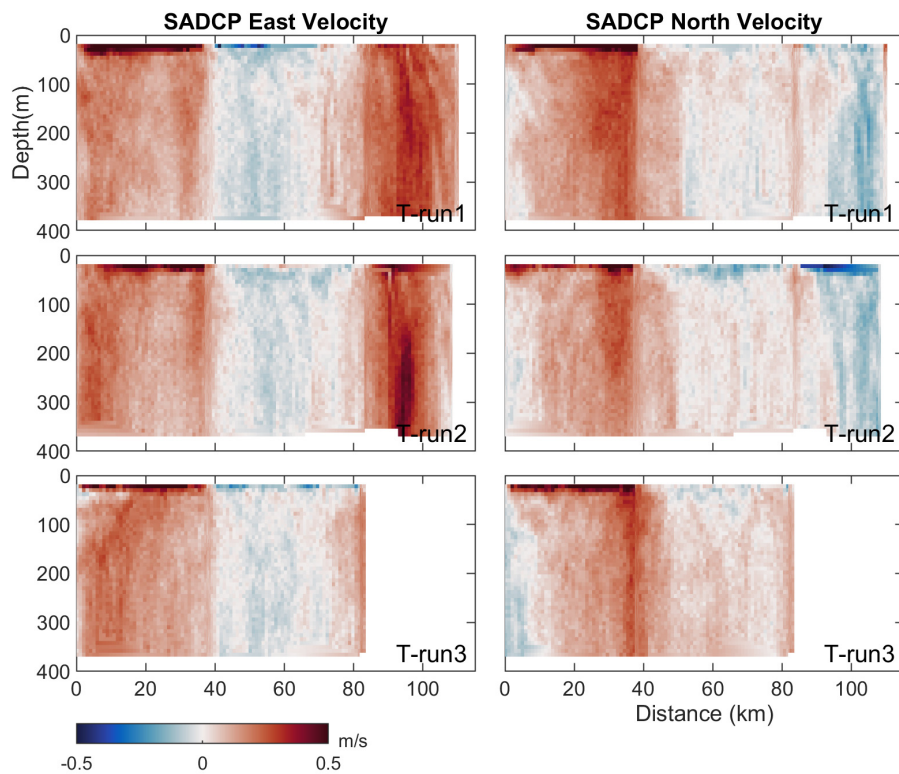 SADCP East Velocity
SADCP North Velocity
0
100
200
300
400
Depth(m)
T-run1
T-run1
0
100
200
300
400
T-run2
T-run2
0
100
200
300
400
T-run3
T-run3
0 20 40 60 80 100
0 20 40 60 80 100
Distance (km)
m/s
-0.5 0 0.5